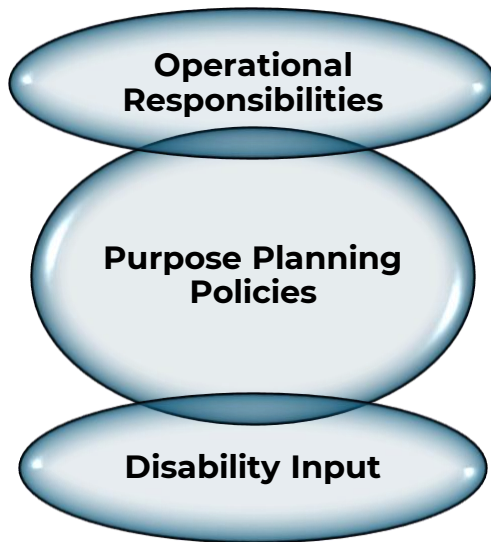 Operational
Responsibilities
Purpose Planning
Policies
Disability Input